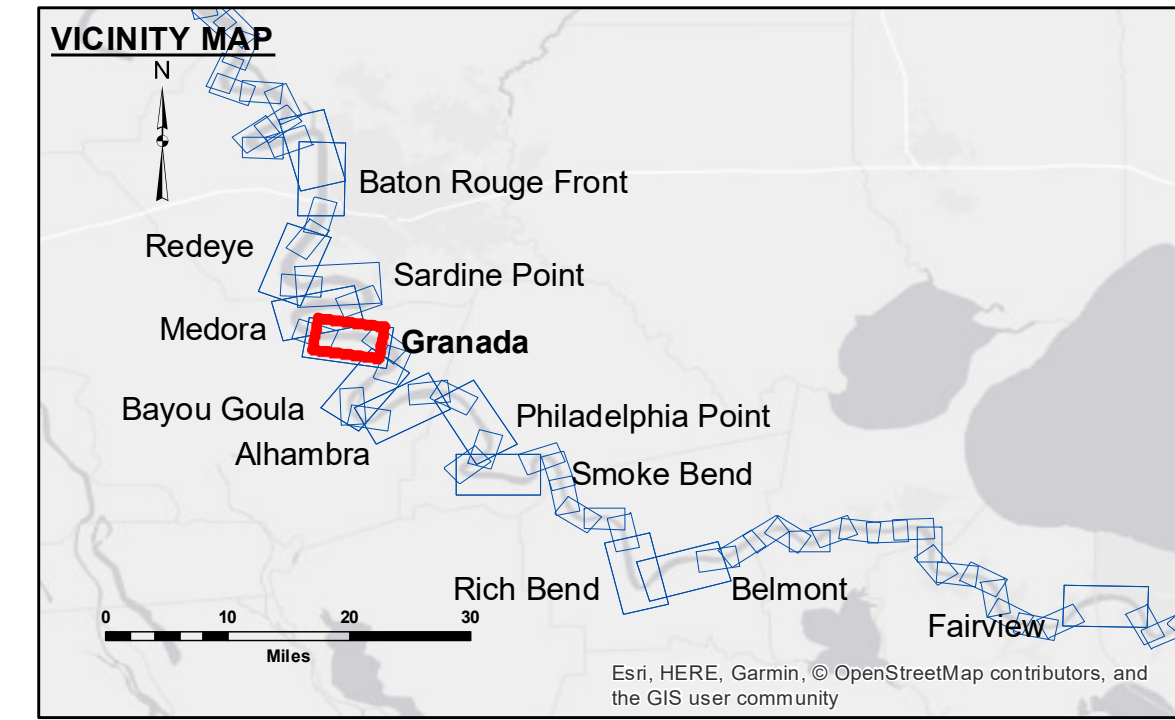 VICINITY MAP
N
Baton Rouge Front
Redeye
Sardine Point
Medora
Granada
Bayou Goula
Philadelphia Point
Alhambra
Smoke Bend
Rich Bend
Belmont
Fairview
0 10 20 30
Miles
Esri, HERE, Garmin, © OpenStreetMap contributors, and
the GIS user community